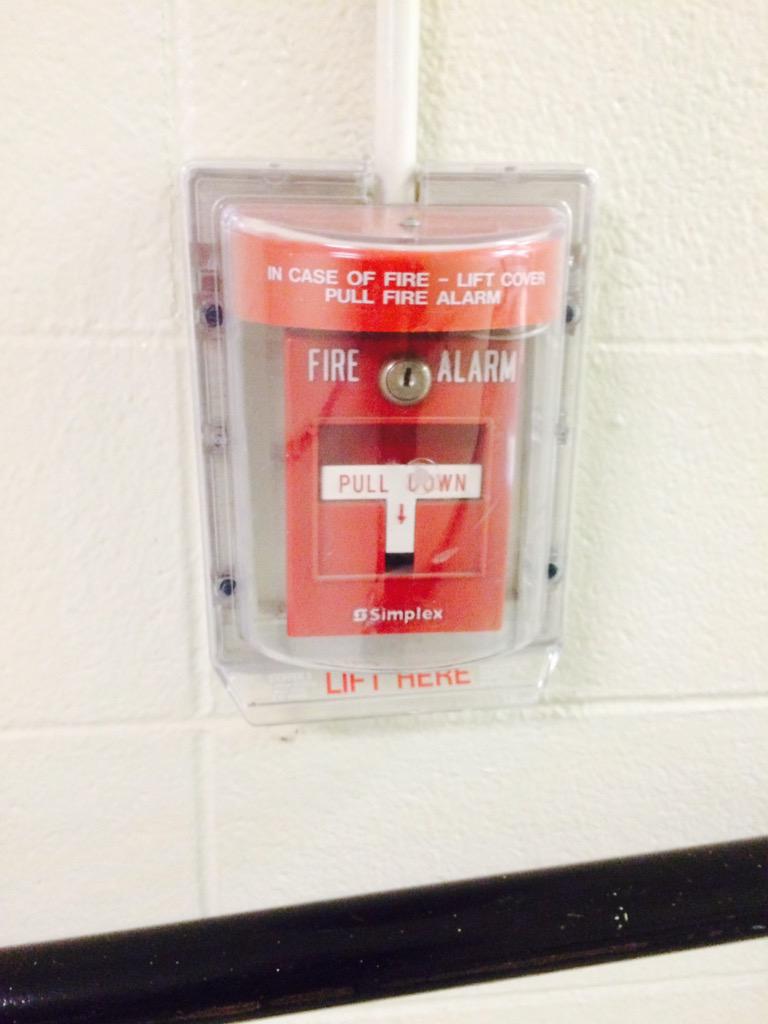 IN CASE OF FIRE - LIFT COVER
PULL FIRE ALARM
FIRE ALARM
PULL DOWN
Simplex
LIFT HERE